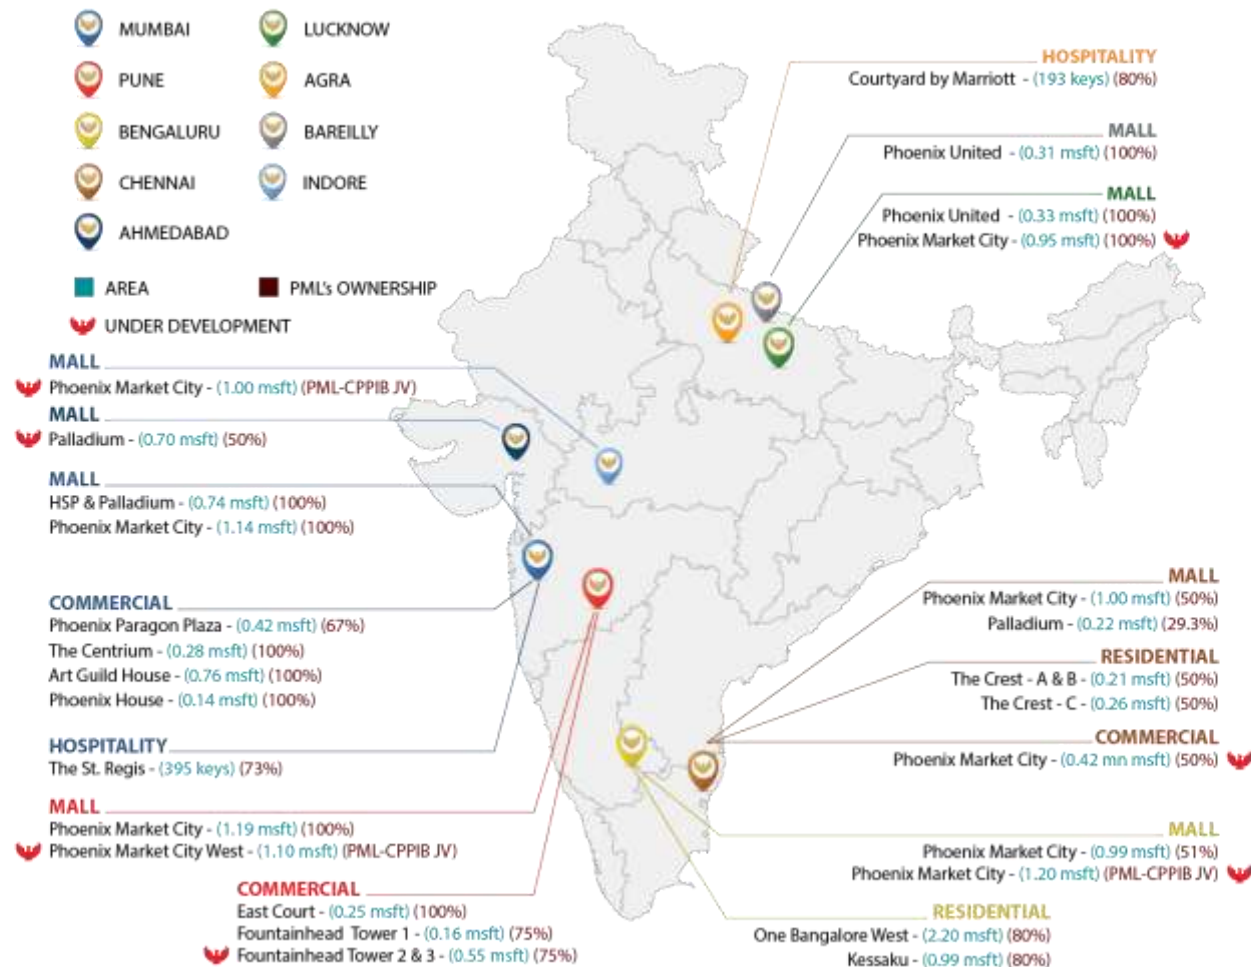 MUMBAI
LUCKNOW
PUNE
AGRA
BENGALURU
BAREILLY
CHENNAI
INDORE
AHMEDABAD
AREA
PML's OWNERSHIP
UNDER DEVELOPMENT
HOSPITALITY
Courtyard by Marriott - (193 keys) (80%)
MALL
Phoenix United - (0.31 msft) (100%)
MALL
Phoenix United - (0.33 msft) (100%)
Phoenix Market City - (0.95 msft) (100%)
MALL
Phoenix Market City - (1.00 msft) (PML-CPPIB JV)
MALL
Palladium - (0.70 msft) (50%)
MALL
HSP & Palladium - (0.74 msft) (100%)
Phoenix Market City - (1.14 msft) (100%)
COMMERCIAL
Phoenix Paragon Plaza - (0.42 msft) (67%)
The Centrium - (0.28 msft) (100%)
Art Guild House - (0.76 msft) (100%)
Phoenix House - (0.14 msft) (100%)
HOSPITALITY
The St. Regis - (395 keys) (73%)
MALL
Phoenix Market City - (1.19 msft) (100%)
Phoenix Market City West - (1.10 msft) (PML-CPPIB JV)
COMMERCIAL
East Court - (0.25 msft) (100%)
Fountainhead Tower 1 - (0.16 msft) (75%)
Fountainhead Tower 2 & 3 - (0.55 msft) (75%)
MALL
Phoenix Market City - (1.00 msft) (50%)
Palladium - (0.22 msft) (29.3%)
RESIDENTIAL
The Crest - A & B - (0.21 msft) (50%)
The Crest - C - (0.26 msft) (50%)
COMMERCIAL
Phoenix Market City - (0.42 mn msft) (50%)
MALL
Phoenix Market City - (0.99 msft) (51%)
Phoenix Market City - (1.20 msft) (PML-CPPIB JV)
RESIDENTIAL
One Bangalore West - (2.20 msft) (80%)
Kessaku - (0.99 msft) (80%)